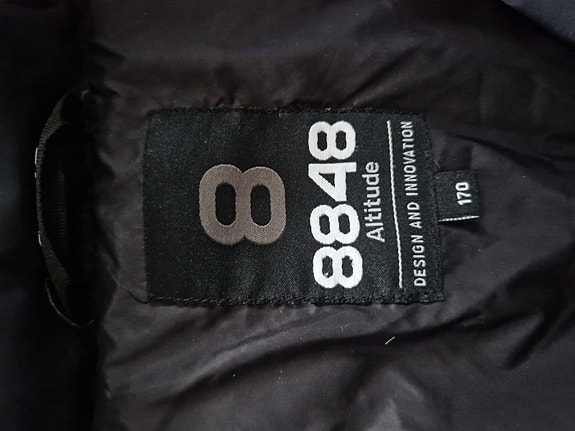 8
8848
Altitude
DESIGN AND INNOVATION
170